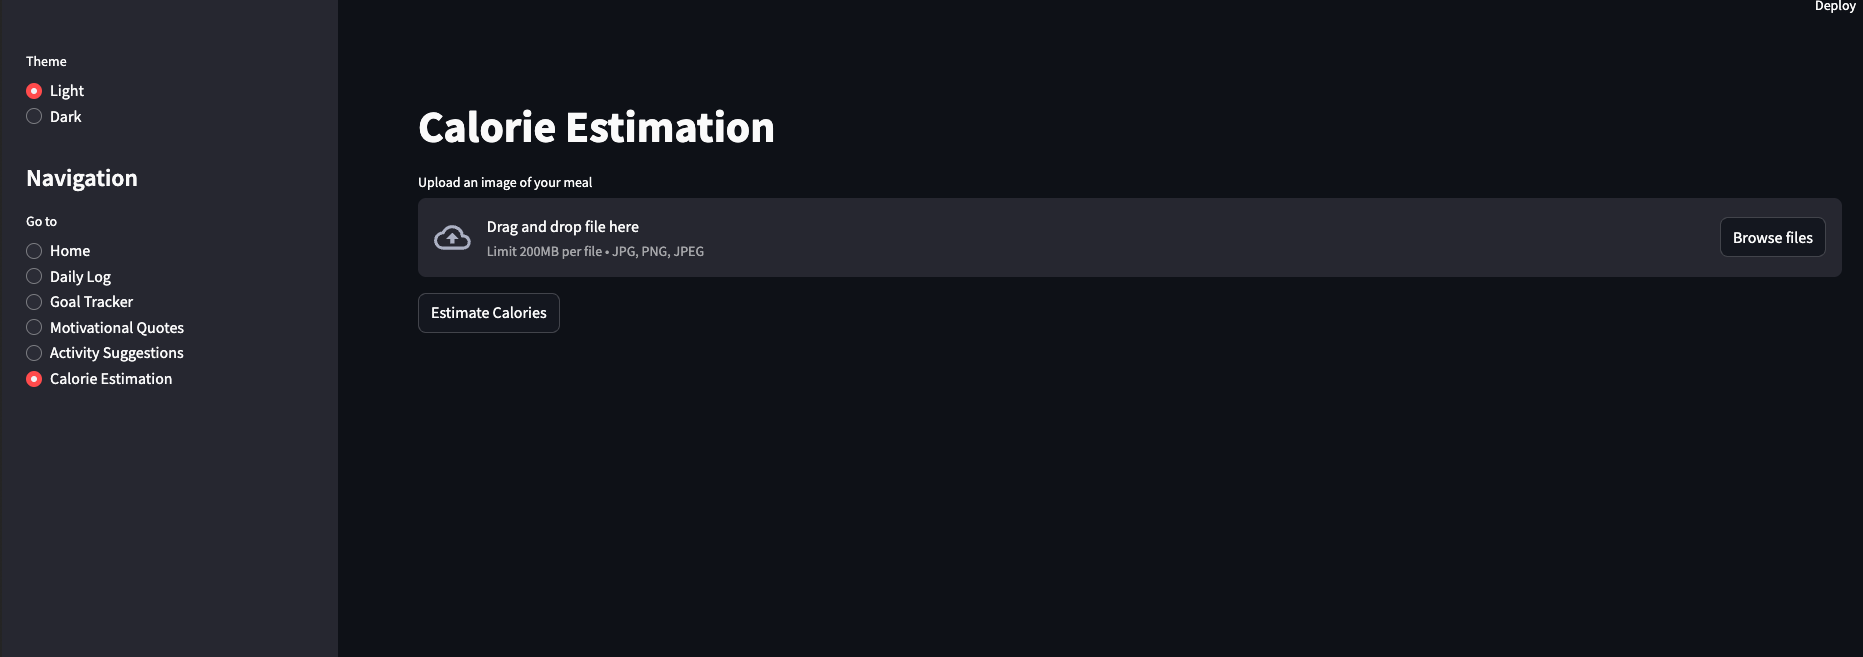 Deploy
Theme
Light
Dark
Navigation
Go to
Home
Daily Log
Goal Tracker
Motivational Quotes
Activity Suggestions
Calorie Estimation
Calorie Estimation
Upload an image of your meal
Drag and drop file here
Limit 200MB per file • JPG, PNG, JPEG
Browse files
Estimate Calories